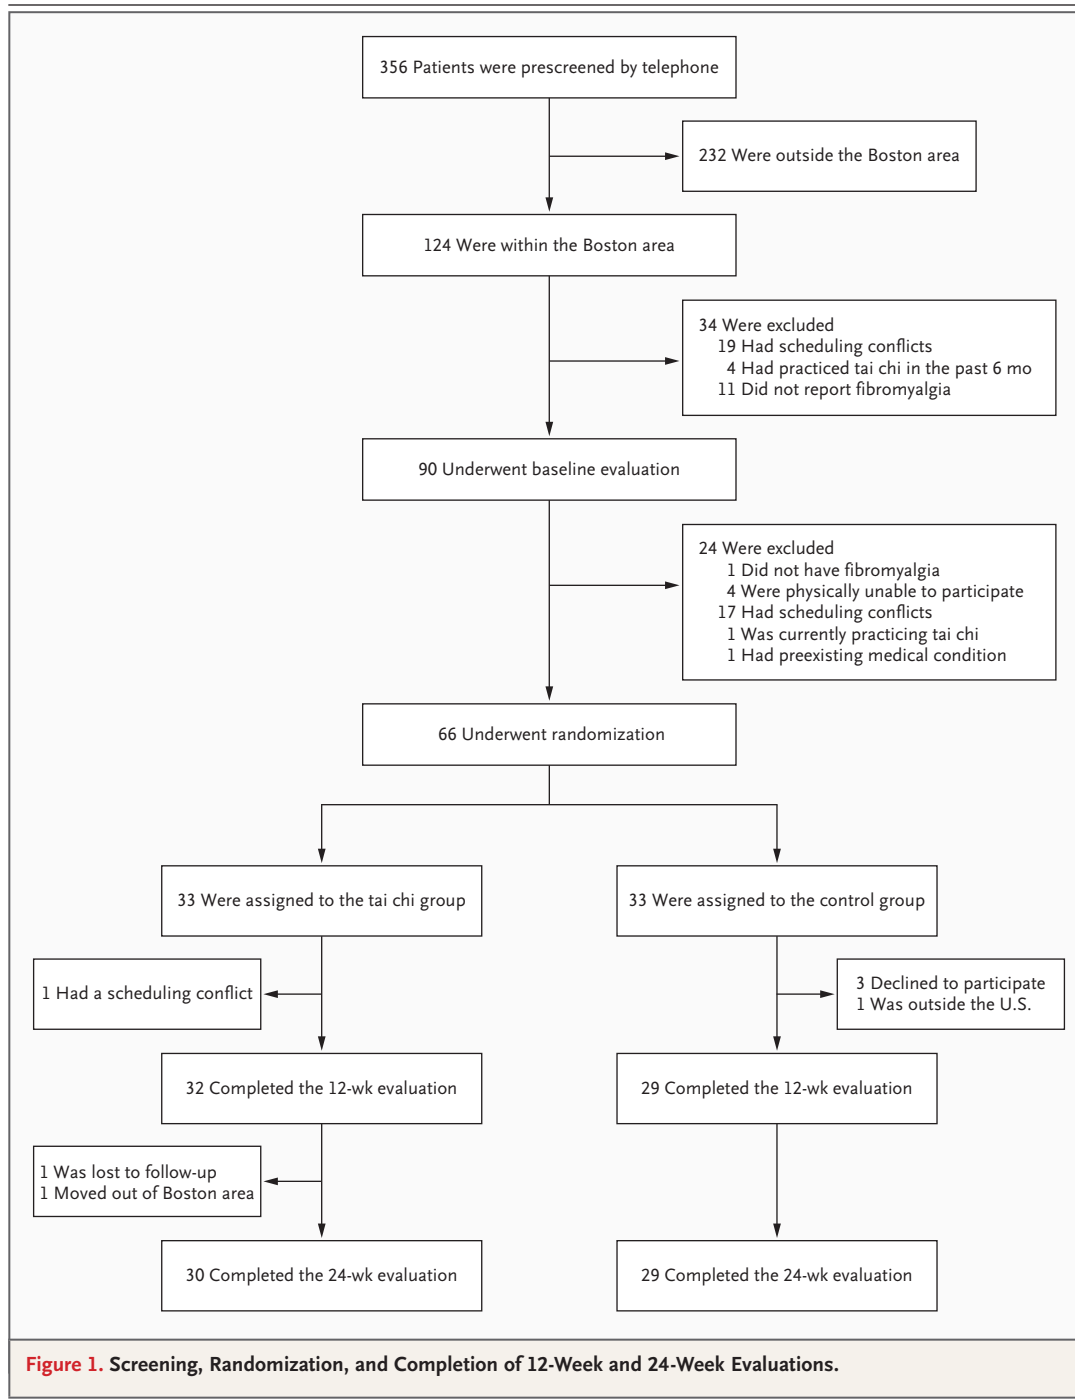 356 Patients were prescreened by telephone
232 Were outside the Boston area
124 Were within the Boston area
34 Were excluded
19 Had scheduling conflicts
4 Had practiced tai chi in the past 6 mo
11 Did not report fibromyalgia
90 Underwent baseline evaluation
24 Were excluded
1 Did not have fibromyalgia
4 Were physically unable to participate
17 Had scheduling conflicts
1 Was currently practicing tai chi
1 Had preexisting medical condition
66 Underwent randomization
33 Were assigned to the tai chi group
33 Were assigned to the control group
1 Had a scheduling conflict
3 Declined to participate
1 Was outside the U.S.
32 Completed the 12-wk evaluation
29 Completed the 12-wk evaluation
1 Was lost to follow-up
1 Moved out of Boston area
30 Completed the 24-wk evaluation
29 Completed the 24-wk evaluation
Figure 1. Screening, Randomization, and Completion of 12-Week and 24-Week Evaluations.